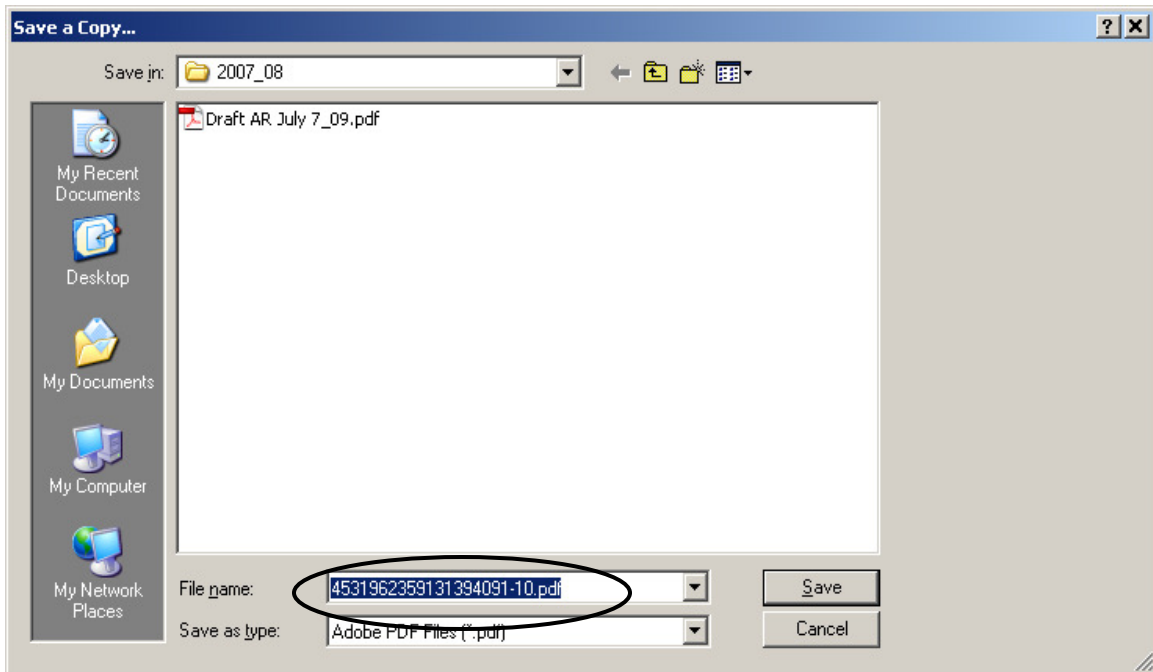 Save a Copy...
Save in: 2007_08
Draft AR July 7_09.pdf
My Recent
Documents
Desktop
My Documents
My Computer
My Network
Places
File name: 4531962359131394091-10.pdf
Save
Save as type: Adobe PDF Files (*.pdf)
Cancel